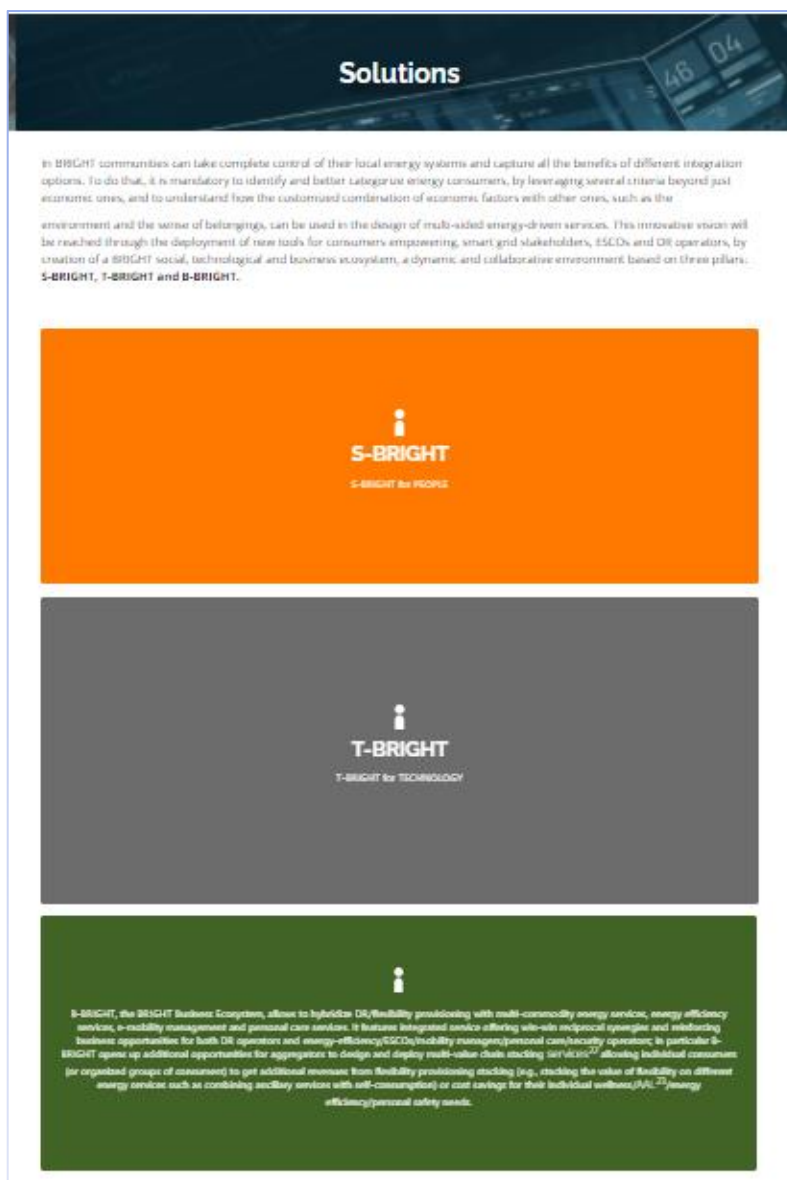 46 04
Solutions
In BRIGHT communities can take complete control of their local energy systems and capture all the benefits of different integration
options. To do that, it is mandatory to identify and better categorize energy consumers, by leveraging several criteria beyond just
economic ones, and to understand how the customized combination of economic factors with other ones, such as the
environment and the sense of belongings, can be used in the design of multi-sided energy-driven services. This innovative vision will
be reached through the deployment of new tools for consumers empowering, smart grid stakeholders, ESCOs and DR operators, by
creation of a BRIGHT social, technological and business ecosystem, a dynamic and collaborative environment based on three pillars:
S-BRIGHT, T-BRIGHT and B-BRIGHT.
S-BRIGHT
S-BRIGHT for PEOPLE
T-BRIGHT
T-BRIGHT for TECHNOLOGY
B-BRIGHT, the BRIGHT Business Ecosystem, allows to hybridize DR/flexibility provisioning with multi-commodity energy services, energy efficiency
services, e-mobility management and personal care services. It features integrated service offering win-win reciprocal synergies and reinforcing
business opportunities for both DR operators and energy-efficiency/ESCOs/mobility managers/personal care/security operators; in particular B-
BRIGHT opens up additional opportunities for aggregators to design and deploy multi-value chain stacking services22 allowing individual consumers
(or organized groups of consumers) to get additional revenues from flexibility provisioning stacking (e.g., stacking the value of flexibility on different
energy services such as combining ancillary services with self-consumption) or cost savings for their individual wellness/AAL23/energy
efficiency/personal safety needs.